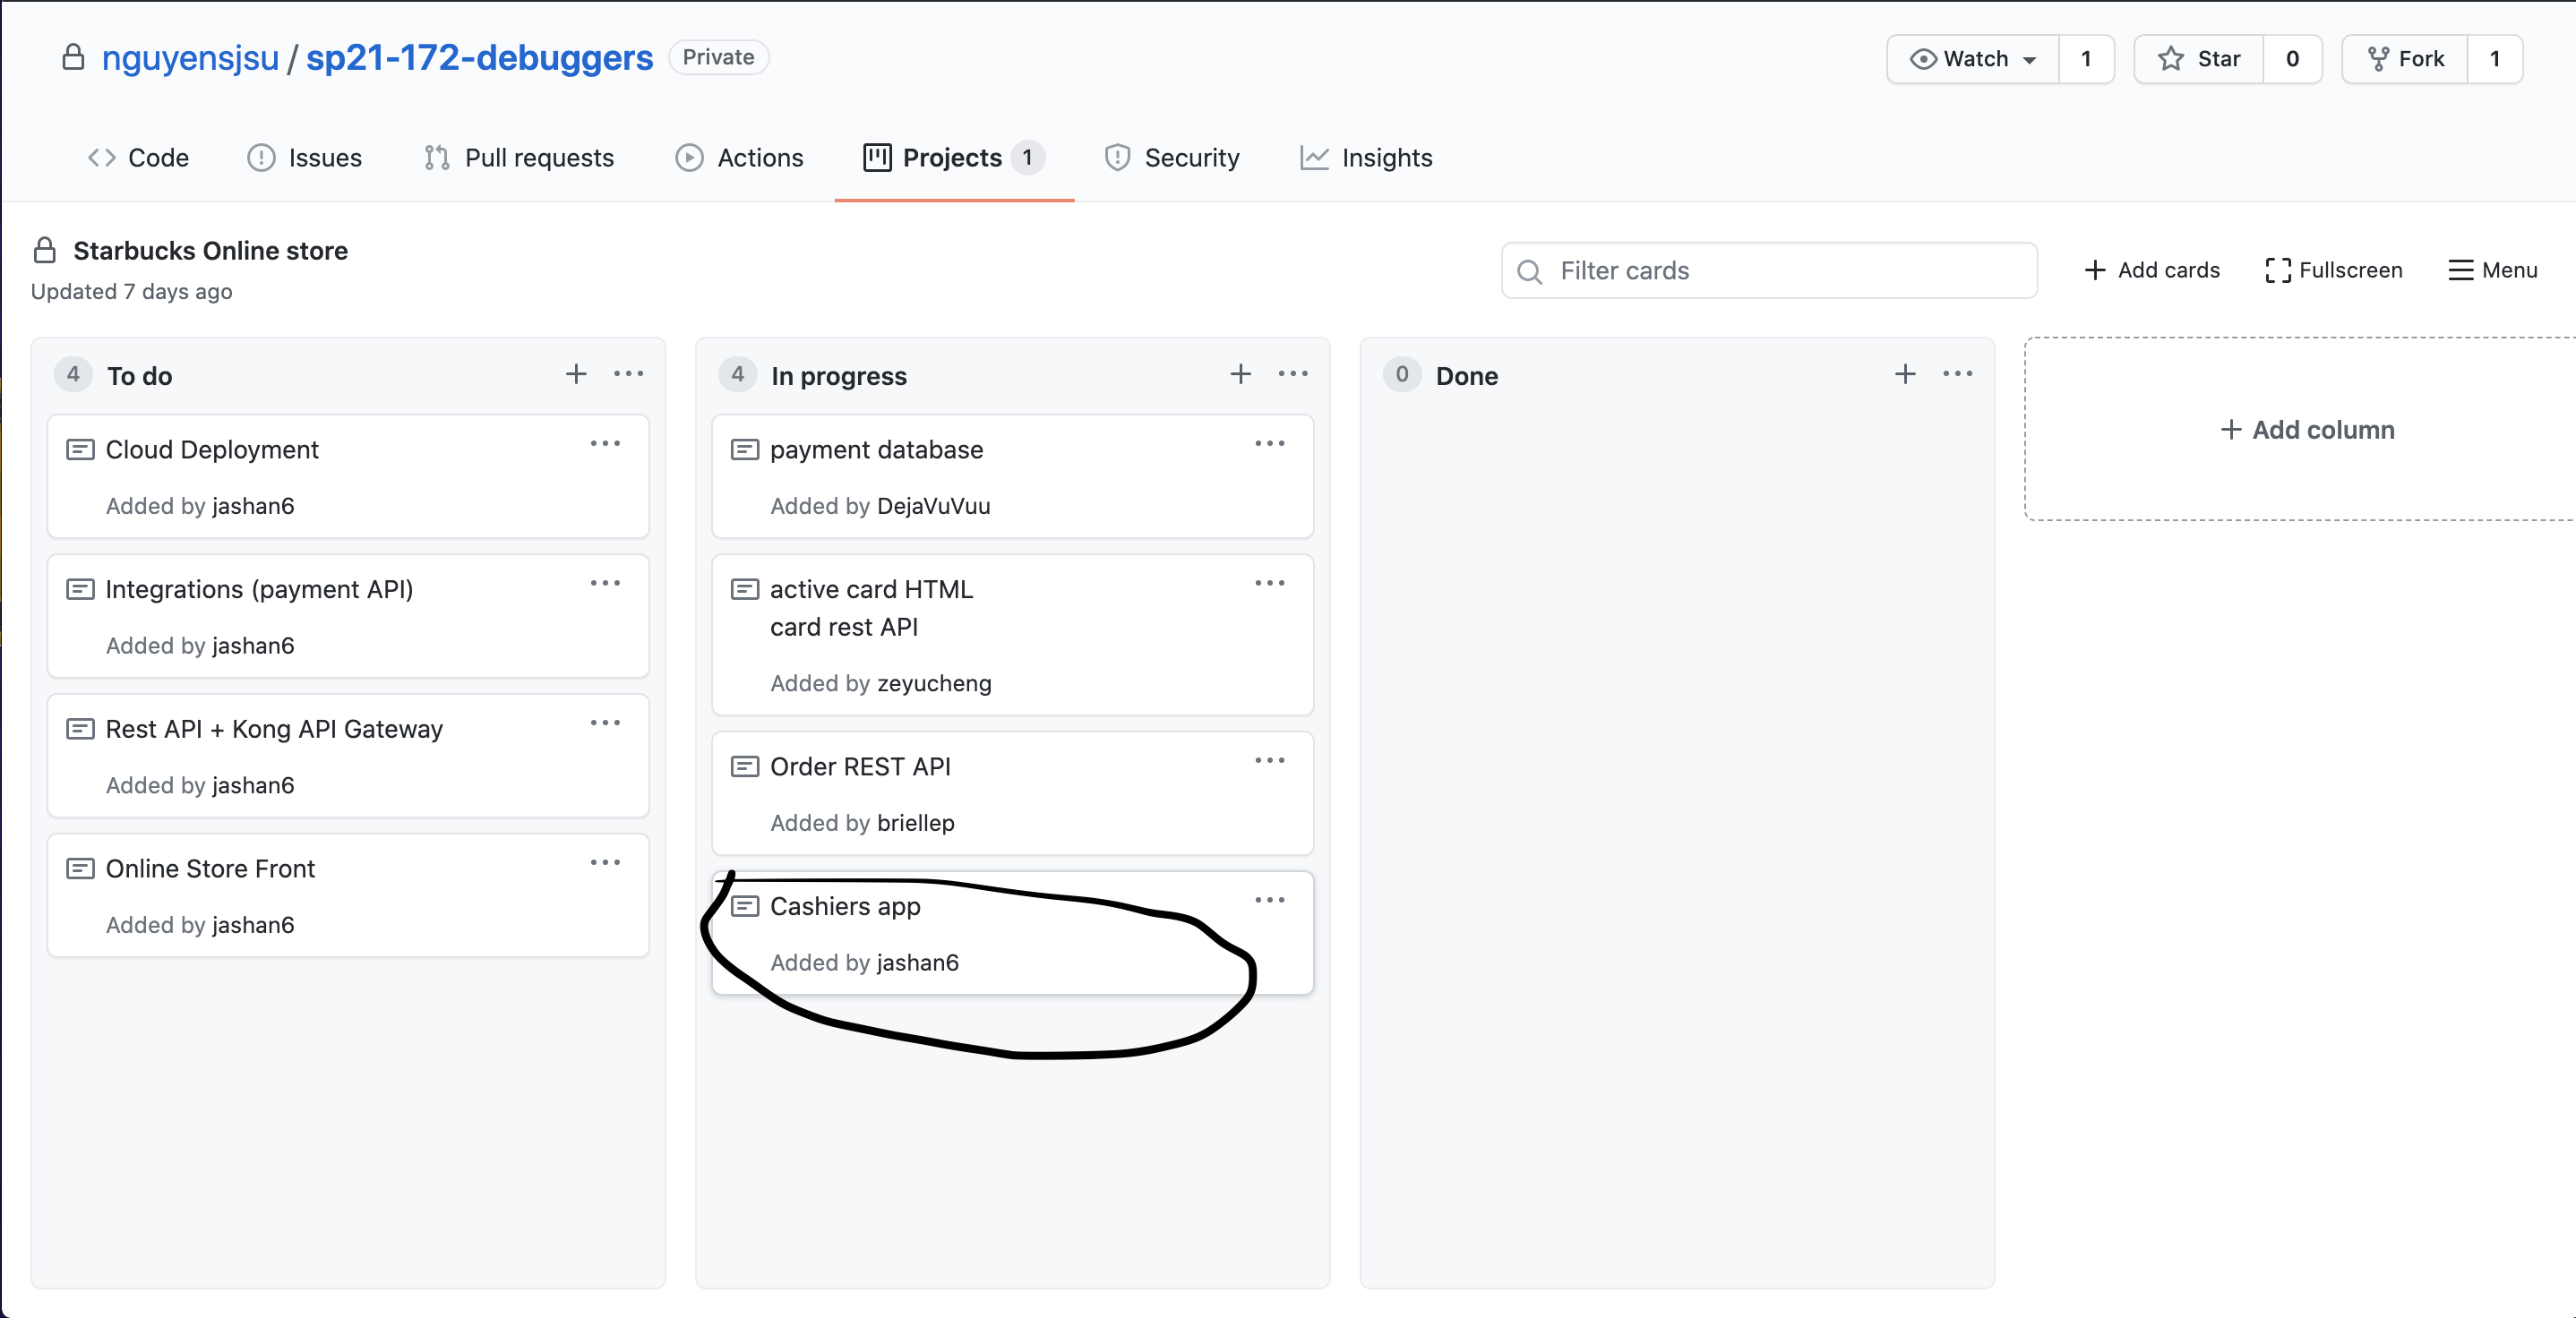 nguyensjsu / sp21-172-debuggers Private
Watch 1 Star 0 Fork 1
Code Issues Pull requests Actions Projects 1 Security Insights
Starbucks Online store
Updated 7 days ago
Filter cards
+ Add cards Fullscreen Menu
4 To do
Cloud Deployment
Added by jashan6
Integrations (payment API)
Added by jashan6
Rest API + Kong API Gateway
Added by jashan6
Online Store Front
Added by jashan6
4 In progress
payment database
Added by DejaVuVuu
active card HTML
card rest API
Added by zeyucheng
Order REST API
Added by briellep
Cashiers app
Added by jashan6
0 Done
+ Add column